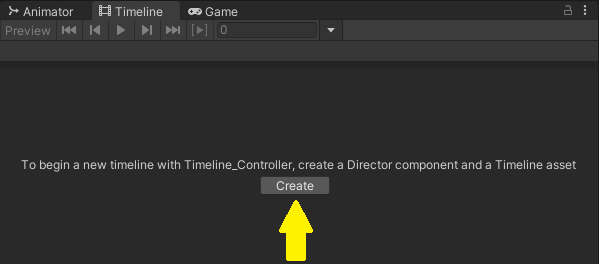 Animator Timeline Game
Preview 0
To begin a new timeline with Timeline_Controller, create a Director component and a Timeline asset
Create